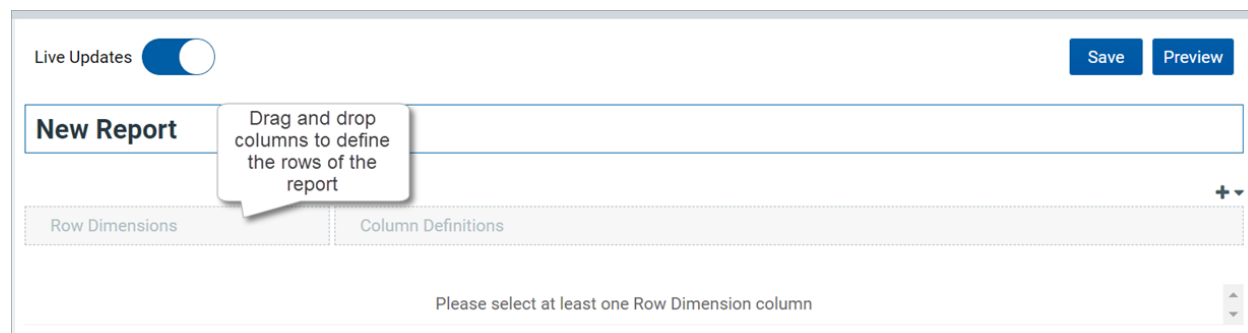 Live Updates
Save
Preview
New Report
Drag and drop
columns to define
the rows of the
report
Row Dimensions
Column Definitions
Please select at least one Row Dimension column